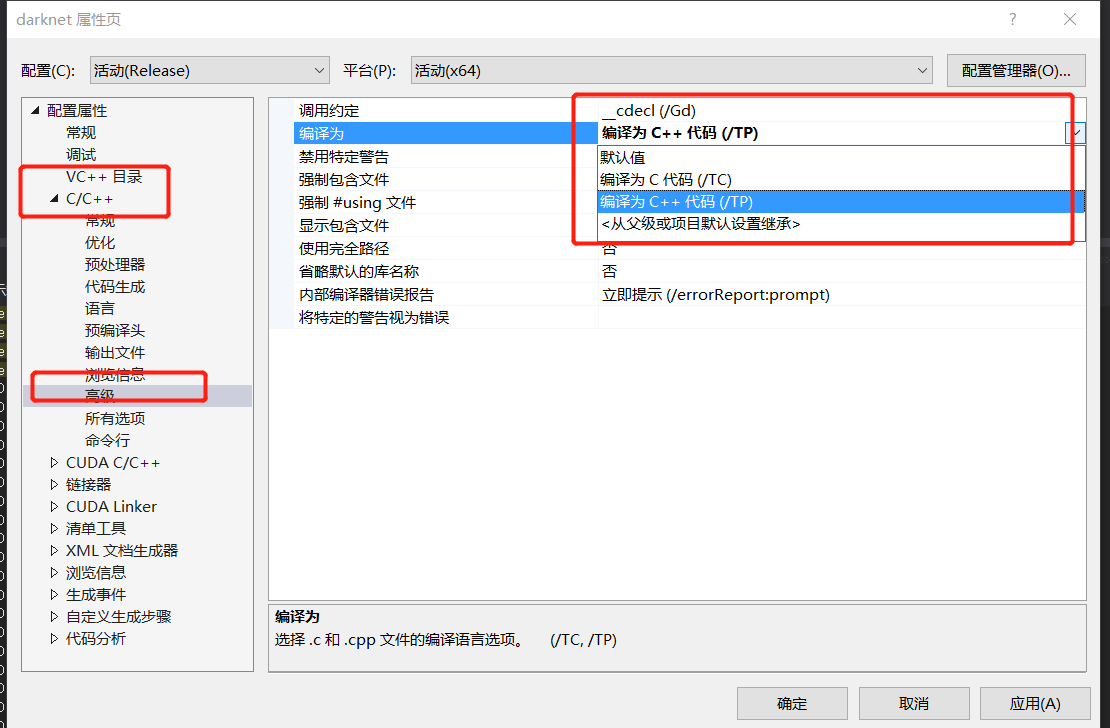 darknet 属性页
配置(C): 活动(Release) 平台(P): 活动(x64) 配置管理器(O)...
配置属性
常规
调试
VC++ 目录
C/C++
常规
优化
预处理器
代码生成
语言
预编译头
输出文件
浏览信息
高级
所有选项
命令行
CUDA C/C++
链接器
CUDA Linker
清单工具
XML 文档生成器
浏览信息
生成事件
自定义生成步骤
代码分析
调用约定 __cdecl (/Gd)
编译为 编译为 C++ 代码 (/TP)
禁用特定警告 默认值
强制包含文件 编译为 C 代码 (/TC)
强制 #using 文件 编译为 C++ 代码 (/TP)
显示包含文件 <从父级或项目默认设置继承>
使用完全路径 否
省略默认的库名称 否
内部编译器错误报告 立即提示 (/errorReport:prompt)
将特定的警告视为错误
编译为
选择 .c 和 .cpp 文件的编译语言选项。 (/TC, /TP)
确定 取消 应用(A)